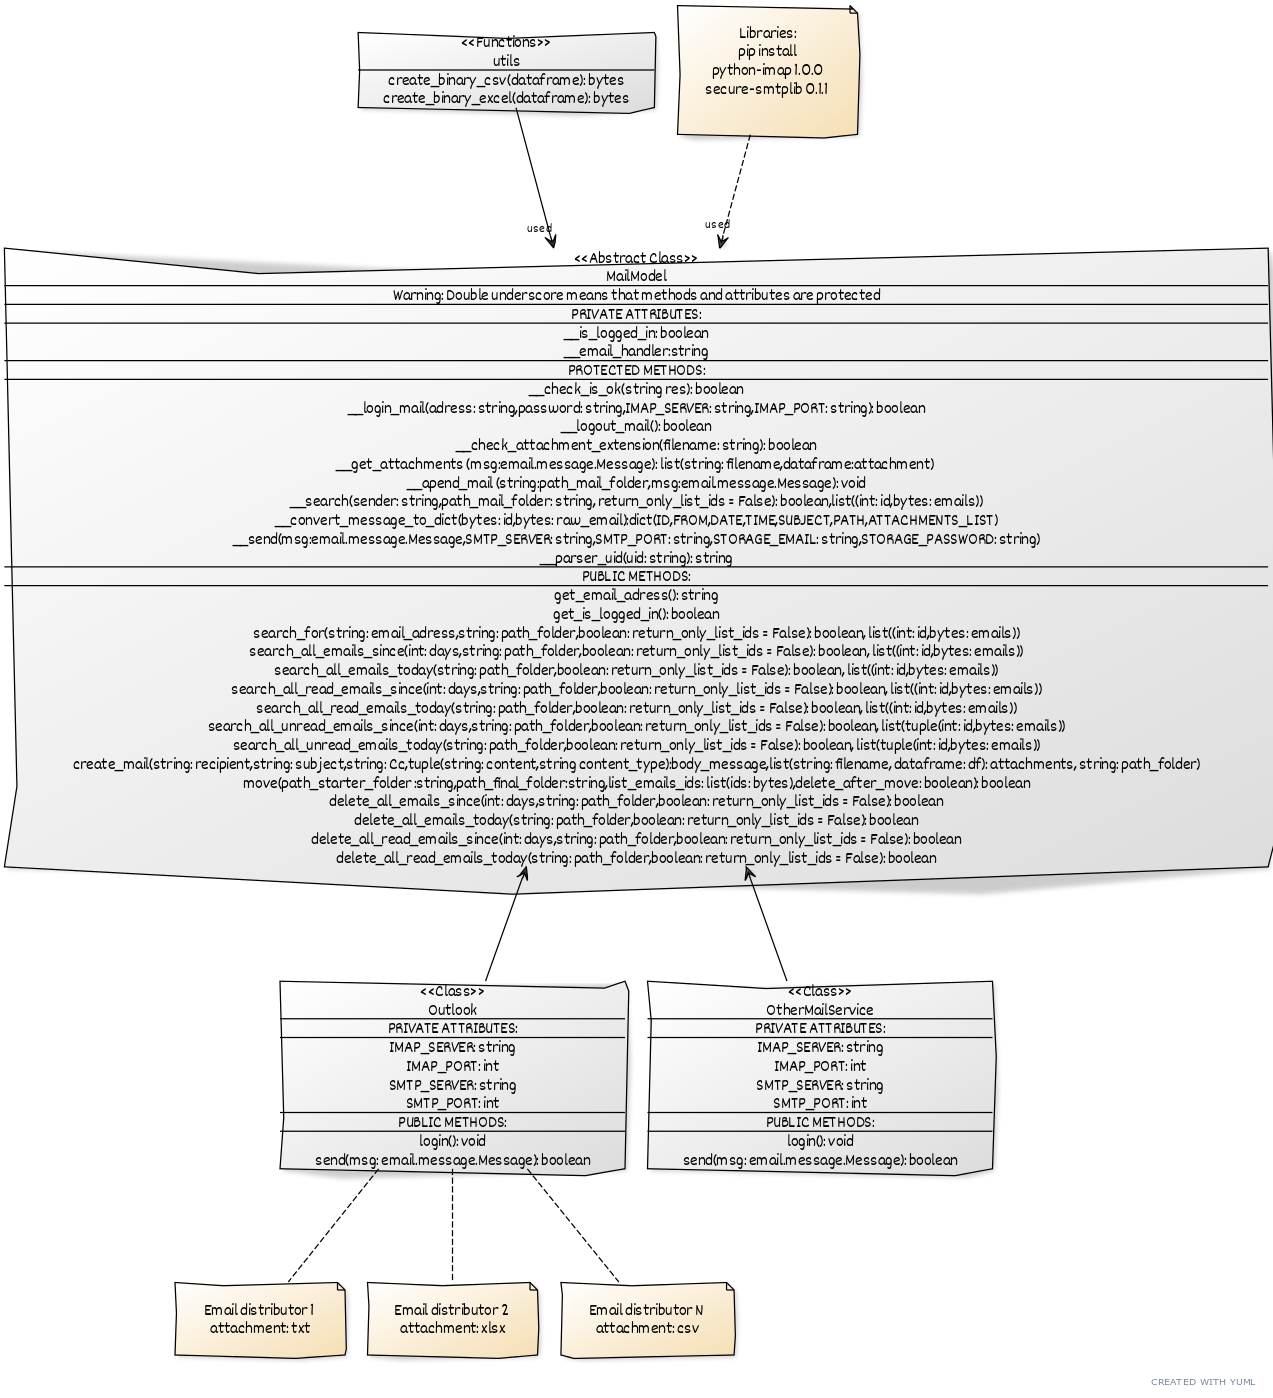 <<Functions>>
utils
create_binary_csv(dataframe): bytes
create_binary_excel(dataframe): bytes
Libraries:
pip install
python-imap 1.0.0
secure-smtplib 0.1.1
used
used
<<Abstract Class>>
MailModel
Warning: Double underscore means that methods and attributes are protected
PRIVATE ATTRIBUTES:
__is_logged_in: boolean
__email_handler:string
PROTECTED METHODS:
__check_is_ok(string res): boolean
__login_mail(adress: string,password: string,IMAP_SERVER: string,IMAP_PORT: string): boolean
__logout_mail(): boolean
__check_attachment_extension(filename: string): boolean
__get_attachments (msg:email.message.Message): list(string: filename,dataframe:attachment)
__apend_mail (string:path_mail_folder,msg:email.message.Message): void
__search(sender: string,path_mail_folder: string, return_only_list_ids = False): boolean,list((int: id,bytes: emails))
__convert_message_to_dict(bytes: id,bytes: raw_email):dict(ID,FROM,DATE,TIME,SUBJECT,PATH,ATTACHMENTS_LIST)
__send(msg:email.message.Message,SMTP_SERVER: string,SMTP_PORT: string,STORAGE_EMAIL: string,STORAGE_PASSWORD: string)
__parser_uid(uid: string): string
PUBLIC METHODS:
get_email_adress(): string
get_is_logged_in(): boolean
search_for(string: email_adress,string: path_folder,boolean: return_only_list_ids = False): boolean, list((int: id,bytes: emails))
search_all_emails_since(int: days,string: path_folder,boolean: return_only_list_ids = False): boolean, list((int: id,bytes: emails))
search_all_emails_today(string: path_folder,boolean: return_only_list_ids = False): boolean, list((int: id,bytes: emails))
search_all_read_emails_since(int: days,string: path_folder,boolean: return_only_list_ids = False): boolean, list((int: id,bytes: emails))
search_all_read_emails_today(string: path_folder,boolean: return_only_list_ids = False): boolean, list((int: id,bytes: emails))
search_all_unread_emails_since(int: days,string: path_folder,boolean: return_only_list_ids = False): boolean, list(tuple(int: id,bytes: emails))
search_all_unread_emails_today(string: path_folder,boolean: return_only_list_ids = False): boolean, list(tuple(int: id,bytes: emails))
create_mail(string: recipient,string: subject,string: Cc,tuple(string: content,string content_type):body_message,list(string: filename, dataframe: df): attachments, string: path_folder)
move(path_starter_folder :string,path_final_folder:string,list_emails_ids: list(ids: bytes),delete_after_move: boolean): boolean
delete_all_emails_since(int: days,string: path_folder,boolean: return_only_list_ids = False): boolean
delete_all_emails_today(string: path_folder,boolean: return_only_list_ids = False): boolean
delete_all_read_emails_since(int: days,string: path_folder,boolean: return_only_list_ids = False): boolean
delete_all_read_emails_today(string: path_folder,boolean: return_only_list_ids = False): boolean
<<Class>>
Outlook
PRIVATE ATTRIBUTES:
IMAP_SERVER: string
IMAP_PORT: int
SMTP_SERVER: string
SMTP_PORT: int
PUBLIC METHODS:
login(): void
send(msg: email.message.Message): boolean
<<Class>>
OtherMailService
PRIVATE ATTRIBUTES:
IMAP_SERVER: string
IMAP_PORT: int
SMTP_SERVER: string
SMTP_PORT: int
PUBLIC METHODS:
login(): void
send(msg: email.message.Message): boolean
Email distributor 1
attachment: txt
Email distributor 2
attachment: xlsx
Email distributor N
attachment: csv
CREATED WITH YUML